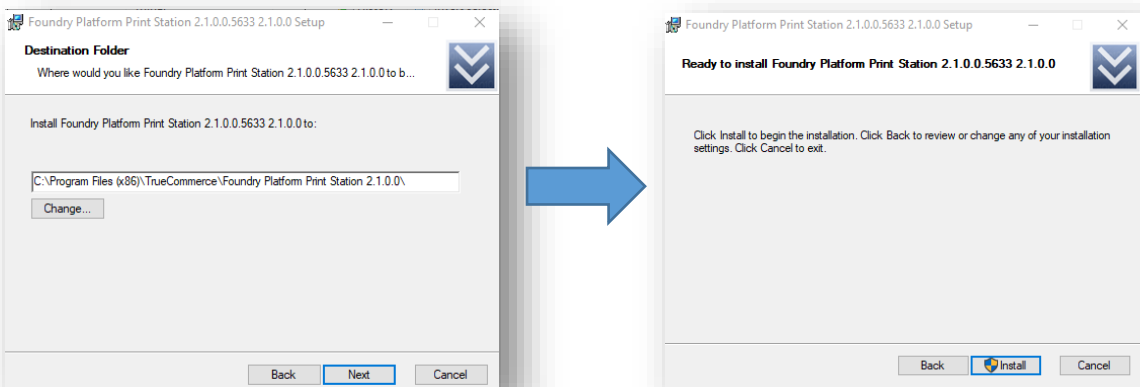 Foundry Platform Print Station 2.1.0.0.5633 2.1.0.0 Setup
Destination Folder
Where would you like Foundry Platform Print Station 2.1.0.0.5633 2.1.0.0 to b...
Install Foundry Platform Print Station 2.1.0.0.5633 2.1.0.0 to:
C:\Program Files (x86)\TrueCommerce\Foundry Platform Print Station 2.1.0.0\
Change...
Back Next Cancel
Foundry Platform Print Station 2.1.0.0.5633 2.1.0.0 Setup
Ready to install Foundry Platform Print Station 2.1.0.0.5633 2.1.0.0
Click Install to begin the installation. Click Back to review or change any of your installation
settings. Click Cancel to exit.
Back Install Cancel